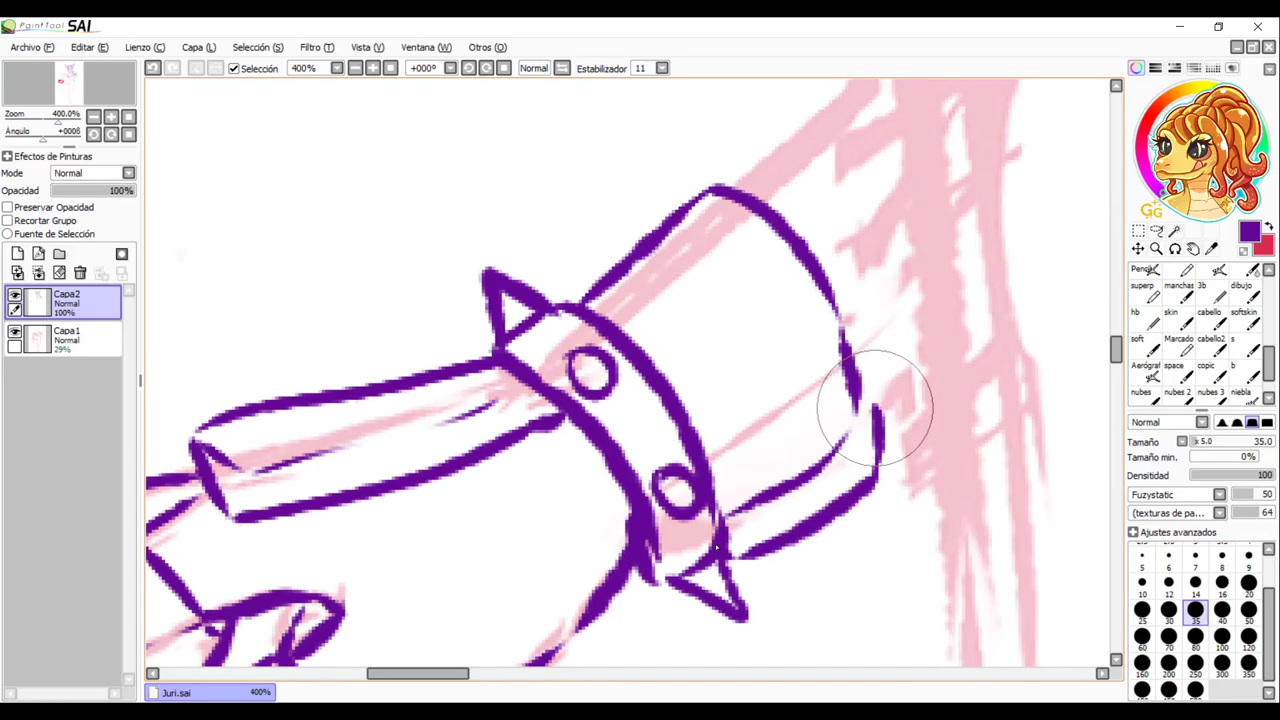 PaintTool SAI
Archivo (F) Editar (E) Lienzo (C) Capa (L) Selección (S) Filtro (T) Vista (V) Ventana (W) Otros (O)
Selección 400% +000º Normal Estabilizador 11
Zoom 400.0%
Ángulo +000ß
Efectos de Pinturas
Mode Normal
Opacidad 100%
Preservar Opacidad
Recortar Grupo
Fuente de Selección
Capa2
Normal
100%
Capa1
Normal
29%
GG
Pencil
superp manchas 3b dibujo
hb skin cabello softskin
soft Marcado cabello2 s
Aerógraf space copic b
nubes nubes 2 nubes 3 niebla
Normal
Tamaño x 5.0 35.0
Tamaño min. 0%
Densitidad 100
Fuzystatic 50
(texturas de pa... 64
Ajustes avanzados
5 6 7 8 9
10 12 14 16 20
25 30 35 40 50
60 70 80 100 120
160 200 250 300 350
Juri.sai 400%